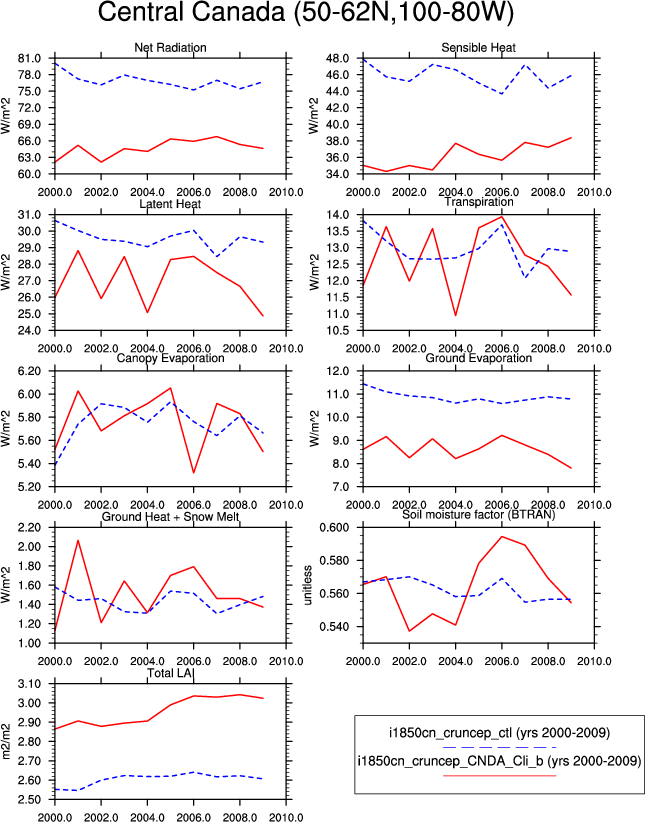 Central Canada (50-62N,100-80W)
Net Radiation
Sensible Heat
81.0
78.0
75.0
72.0
69.0
66.0
63.0
60.0
W/m^2
2000.0 2002.0 2004.0 2006.0 2008.0 2010.0
48.0
46.0
44.0
42.0
40.0
38.0
36.0
34.0
W/m^2
2000.0 2002.0 2004.0 2006.0 2008.0 2010.0
Latent Heat
Transpiration
31.0
30.0
29.0
28.0
27.0
26.0
25.0
24.0
W/m^2
2000.0 2002.0 2004.0 2006.0 2008.0 2010.0
14.0
13.5
13.0
12.5
12.0
11.5
11.0
10.5
W/m^2
2000.0 2002.0 2004.0 2006.0 2008.0 2010.0
Canopy Evaporation
Ground Evaporation
6.20
6.00
5.80
5.60
5.40
5.20
W/m^2
2000.0 2002.0 2004.0 2006.0 2008.0 2010.0
12.0
11.0
10.0
9.0
8.0
7.0
W/m^2
2000.0 2002.0 2004.0 2006.0 2008.0 2010.0
Ground Heat + Snow Melt
Soil moisture factor (BTRAN)
2.20
2.00
1.80
1.60
1.40
1.20
1.00
W/m^2
2000.0 2002.0 2004.0 2006.0 2008.0 2010.0
0.600
0.580
0.560
0.540
unitless
2000.0 2002.0 2004.0 2006.0 2008.0 2010.0
Total LAI
3.10
3.00
2.90
2.80
2.70
2.60
2.50
m2/m2
2000.0 2002.0 2004.0 2006.0 2008.0 2010.0
i1850cn_cruncep_ctl (yrs 2000-2009)
i1850cn_cruncep_CNDA_Cli_b (yrs 2000-2009)